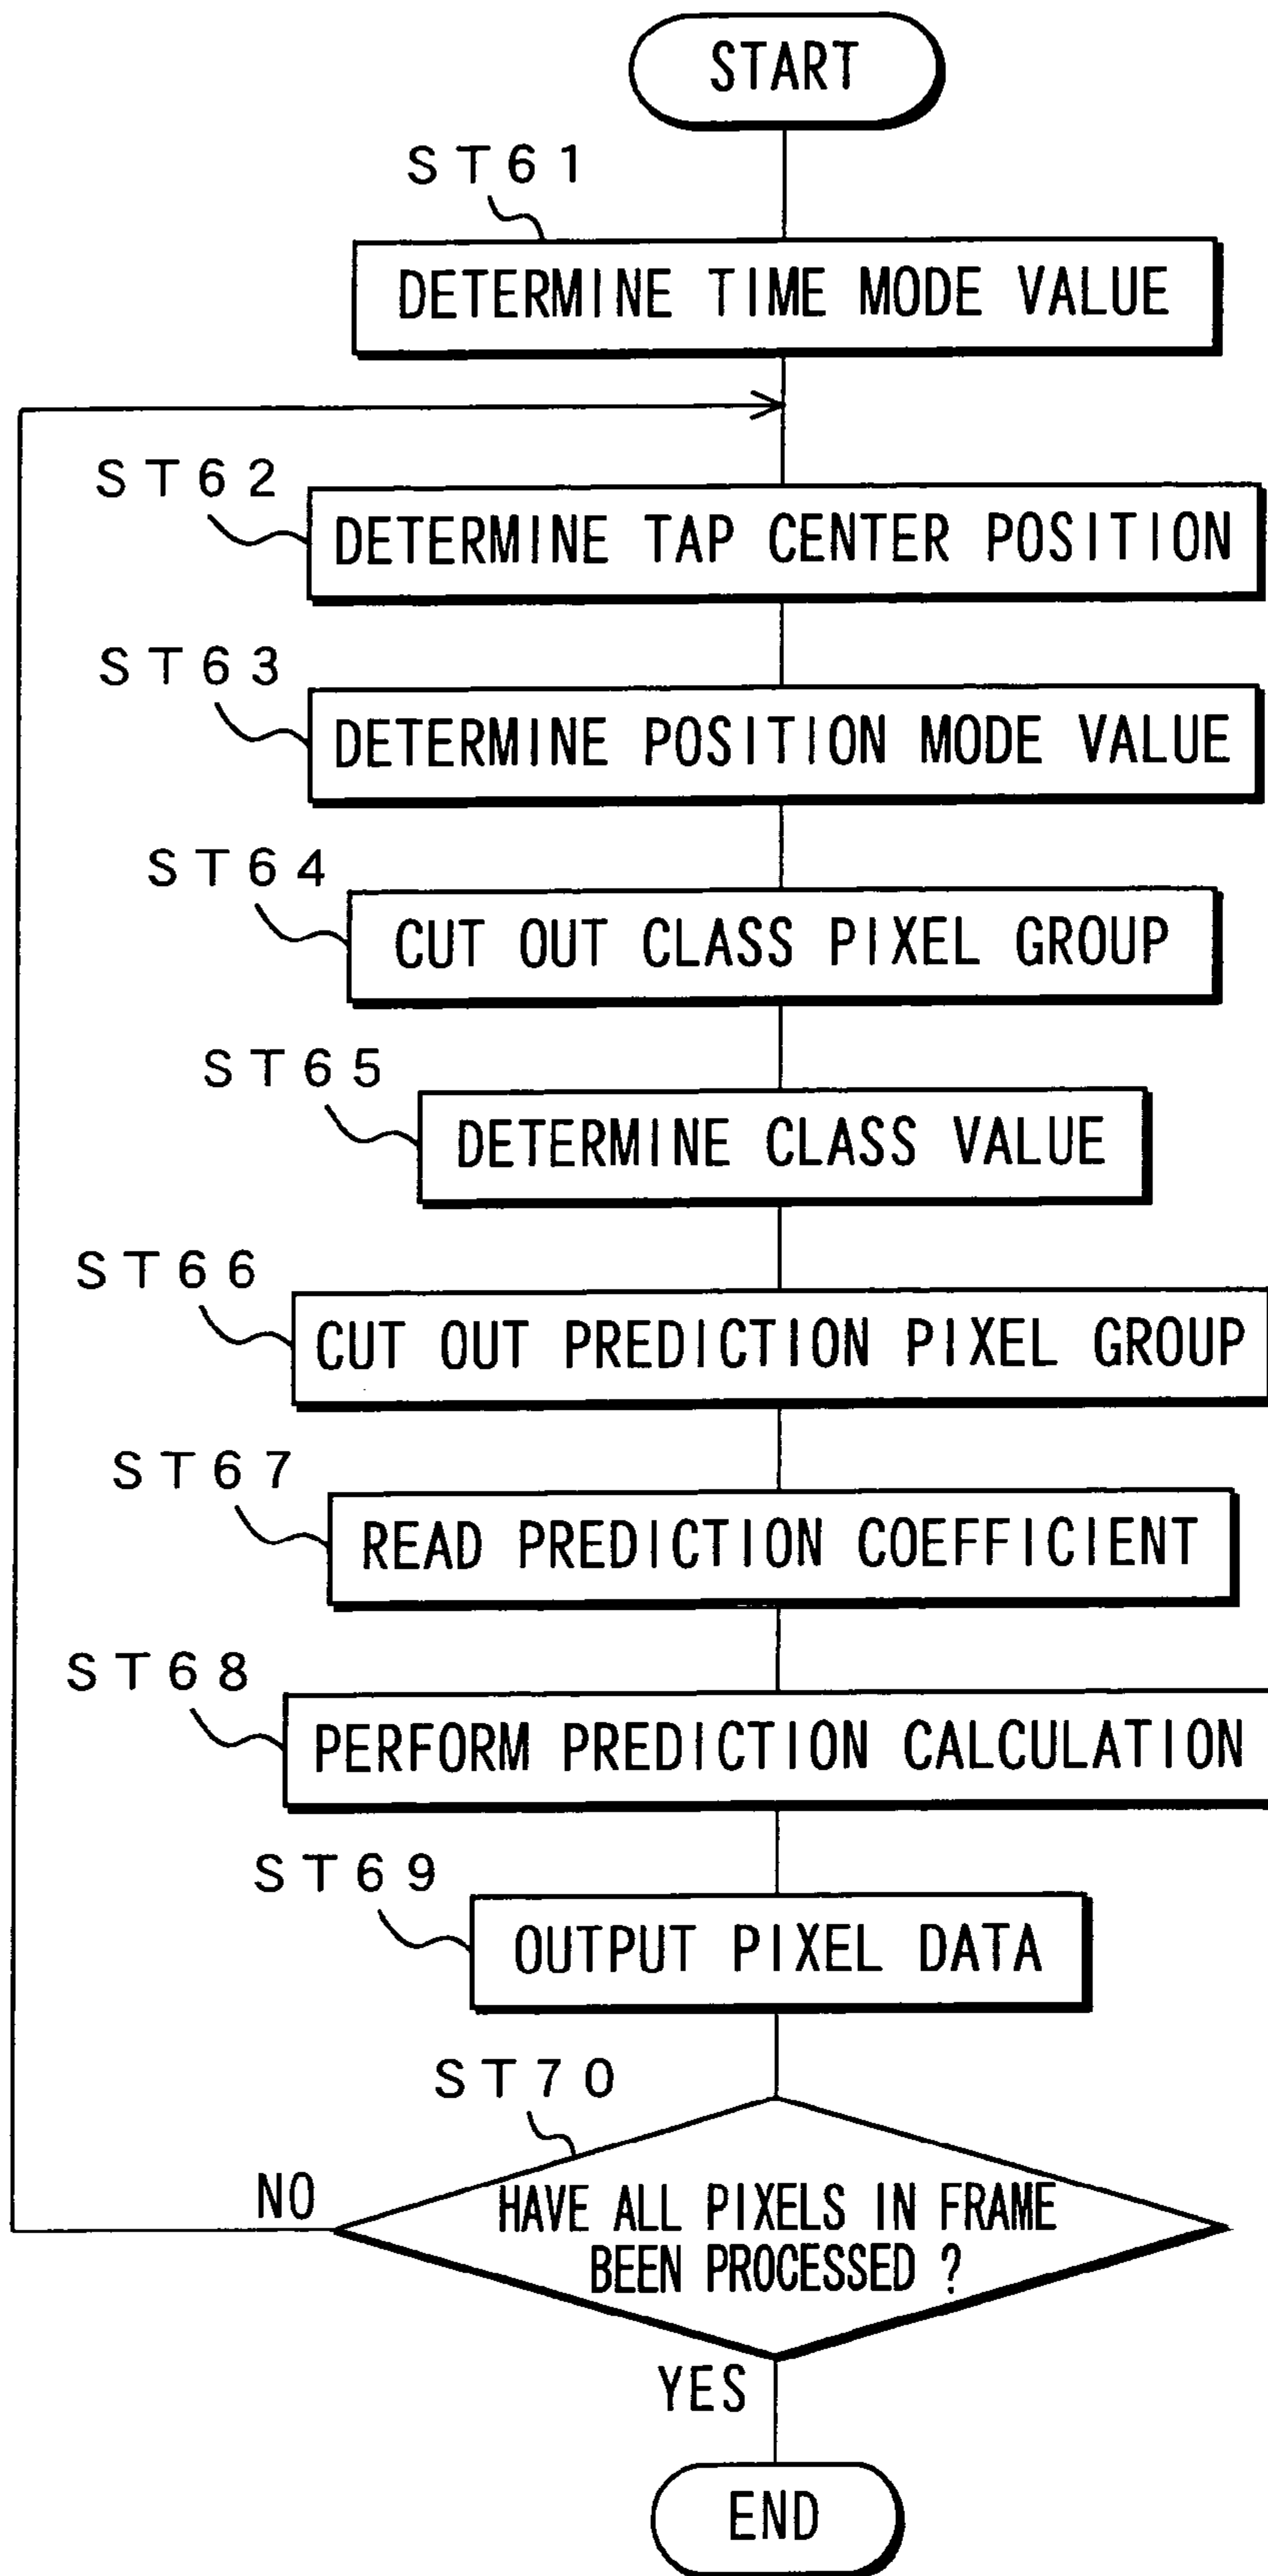 START
ST61
DETERMINE TIME MODE VALUE
ST62
DETERMINE TAP CENTER POSITION
ST63
DETERMINE POSITION MODE VALUE
ST64
CUT OUT CLASS PIXEL GROUP
ST65
DETERMINE CLASS VALUE
ST66
CUT OUT PREDICTION PIXEL GROUP
ST67
READ PREDICTION COEFFICIENT
ST68
PERFORM PREDICTION CALCULATION
ST69
OUTPUT PIXEL DATA
ST70
NO
HAVE ALL PIXELS IN FRAME
BEEN PROCESSED ?
YES
END